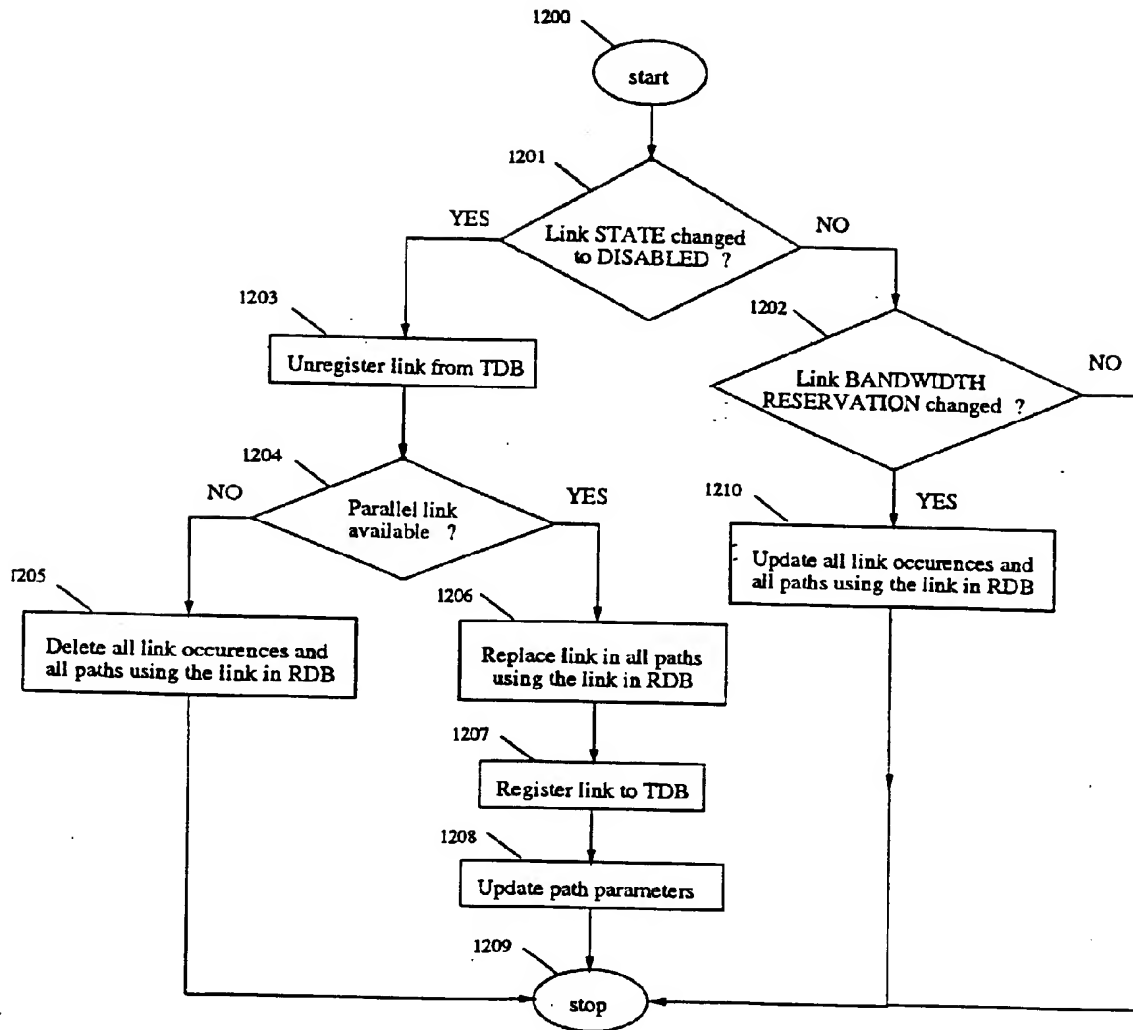 1200
start
1201
YES
NO
Link STATE changed
to DISABLED ?
1203
1202
Unregister link from TDB
Link BANDWIDTH
RESERVATION changed ?
NO
1204
NO
YES
Parallel link
available ?
1210
YES
1205
1206
Update all link occurences and
all paths using the link in RDB
Delete all link occurences and
all paths using the link in RDB
Replace link in all paths
using the link in RDB
1207
Register link to TDB
1208
Update path parameters
1209
stop